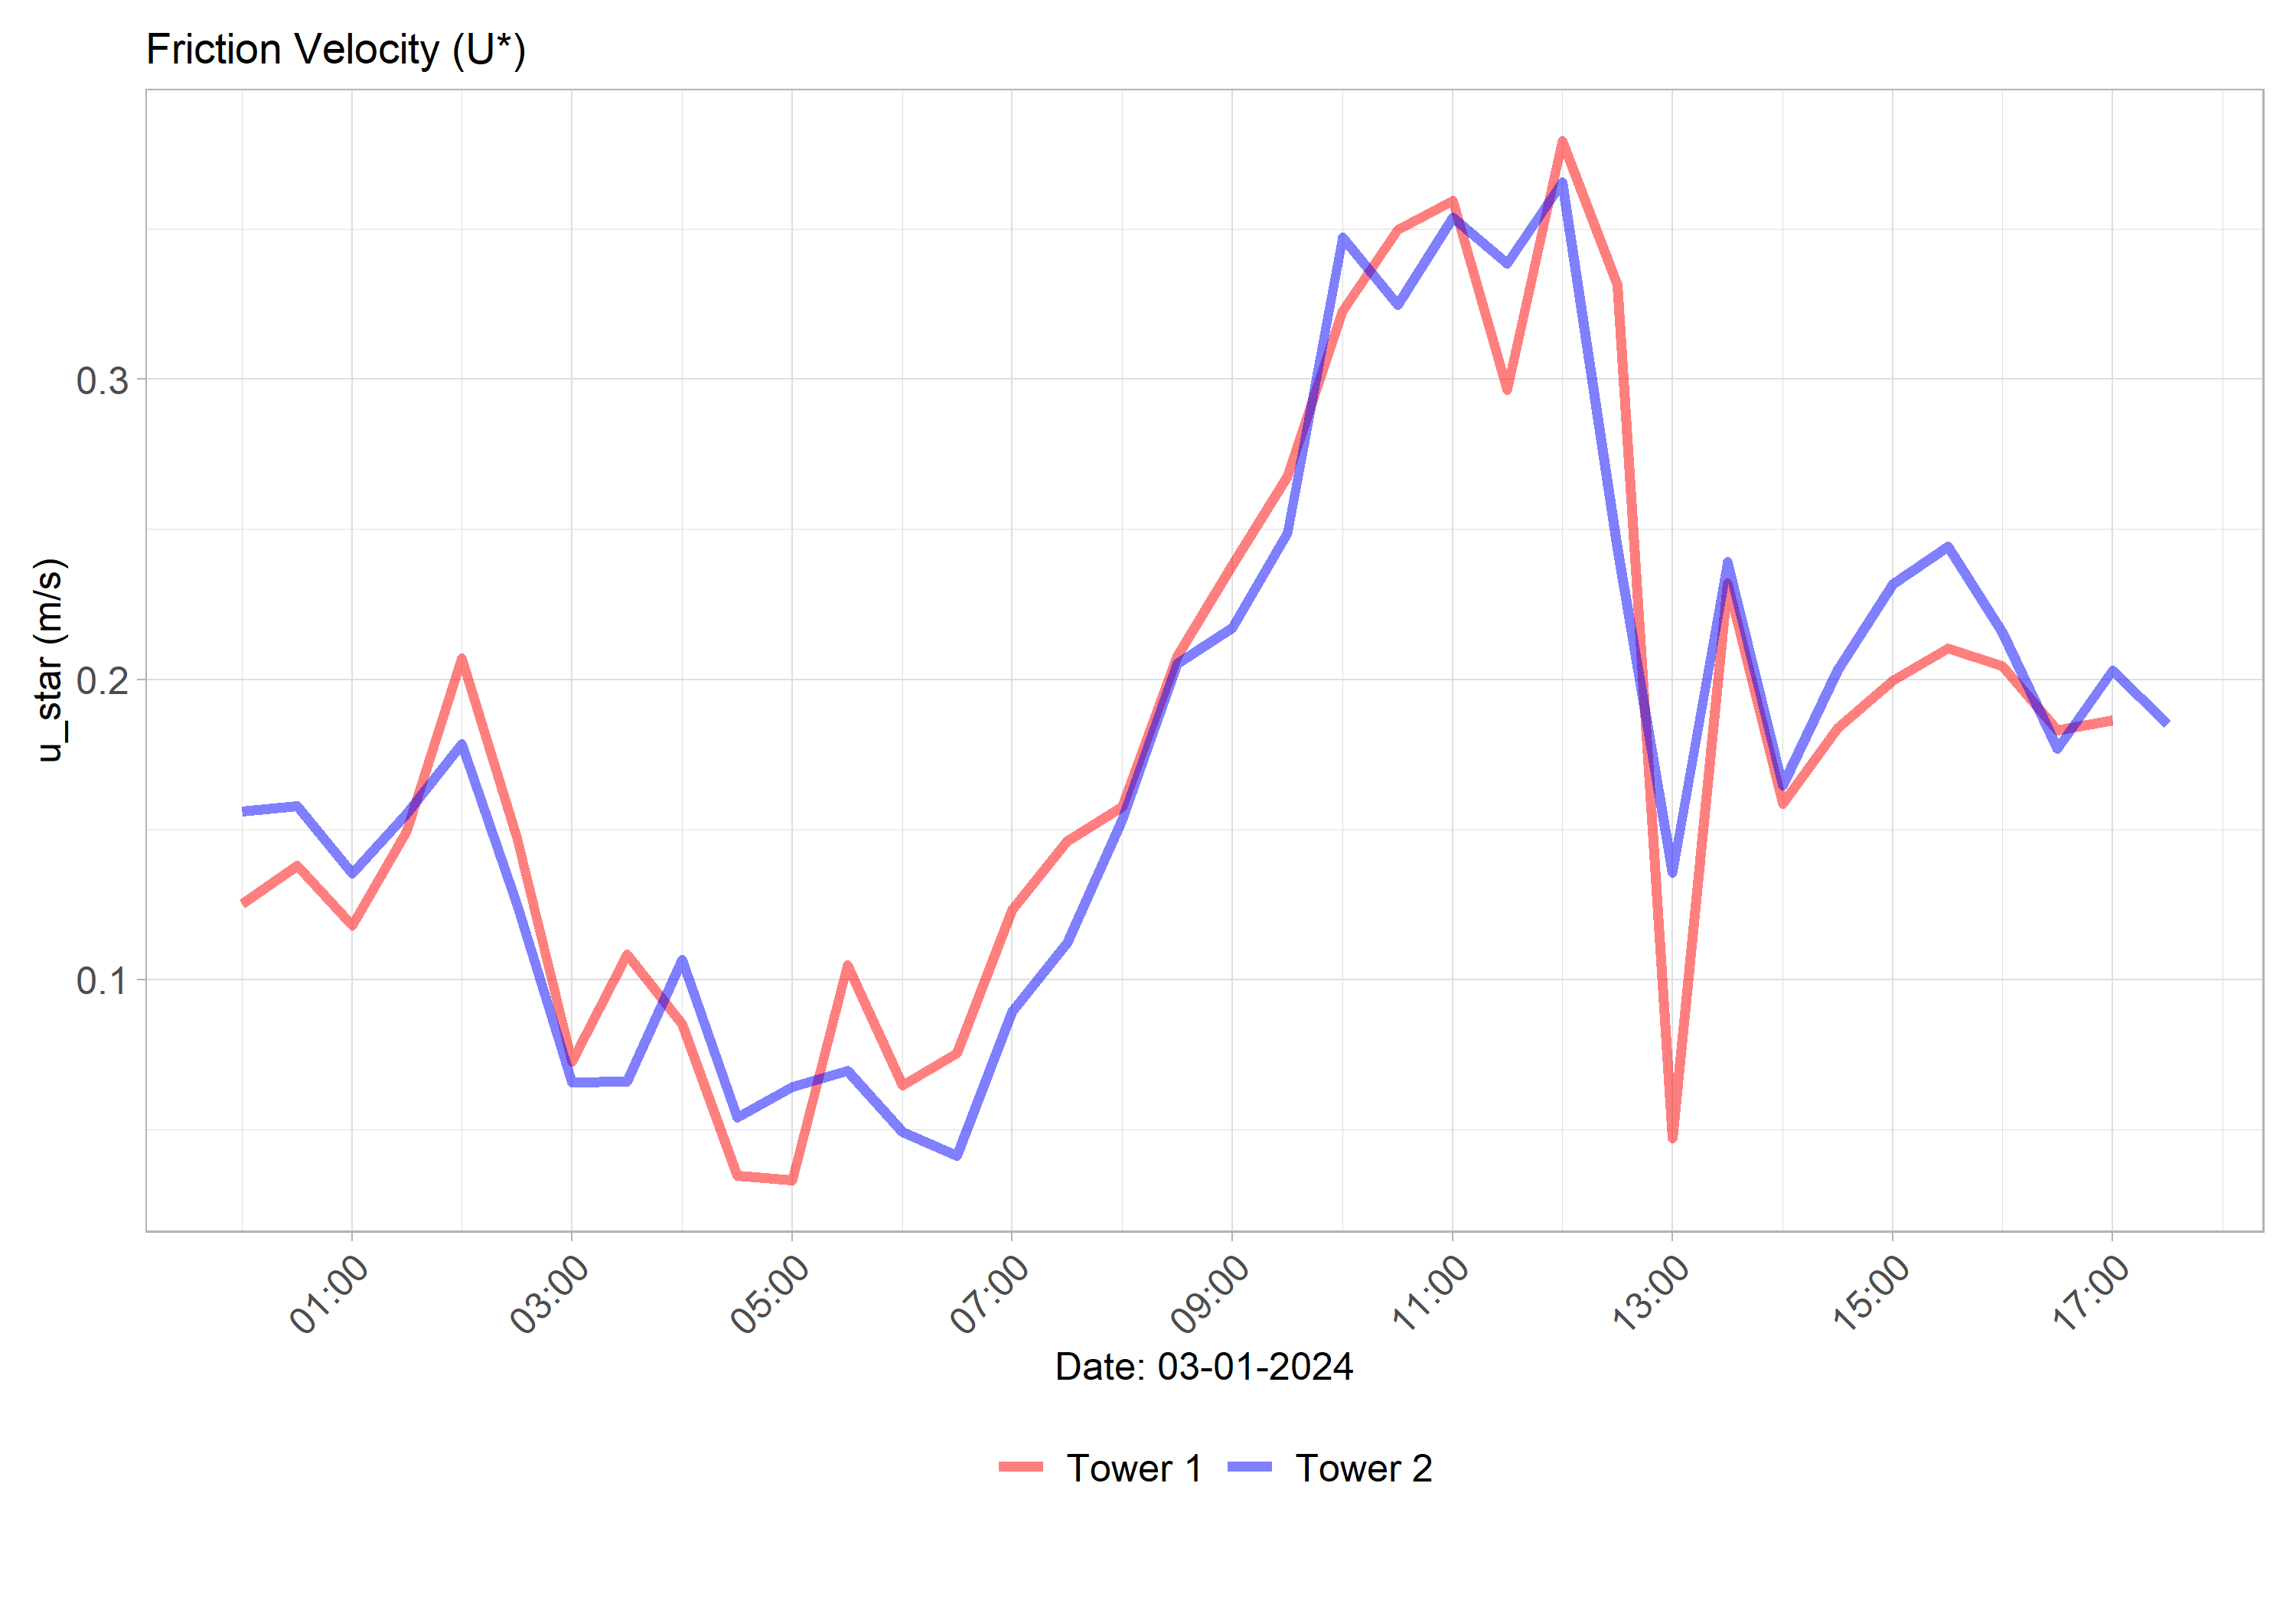 Friction Velocity (U*)
u_star (m/s)
0.3
0.2
0.1
01:00 03:00 05:00 07:00 09:00 11:00 13:00 15:00 17:00
Date: 03-01-2024
Tower 1 Tower 2